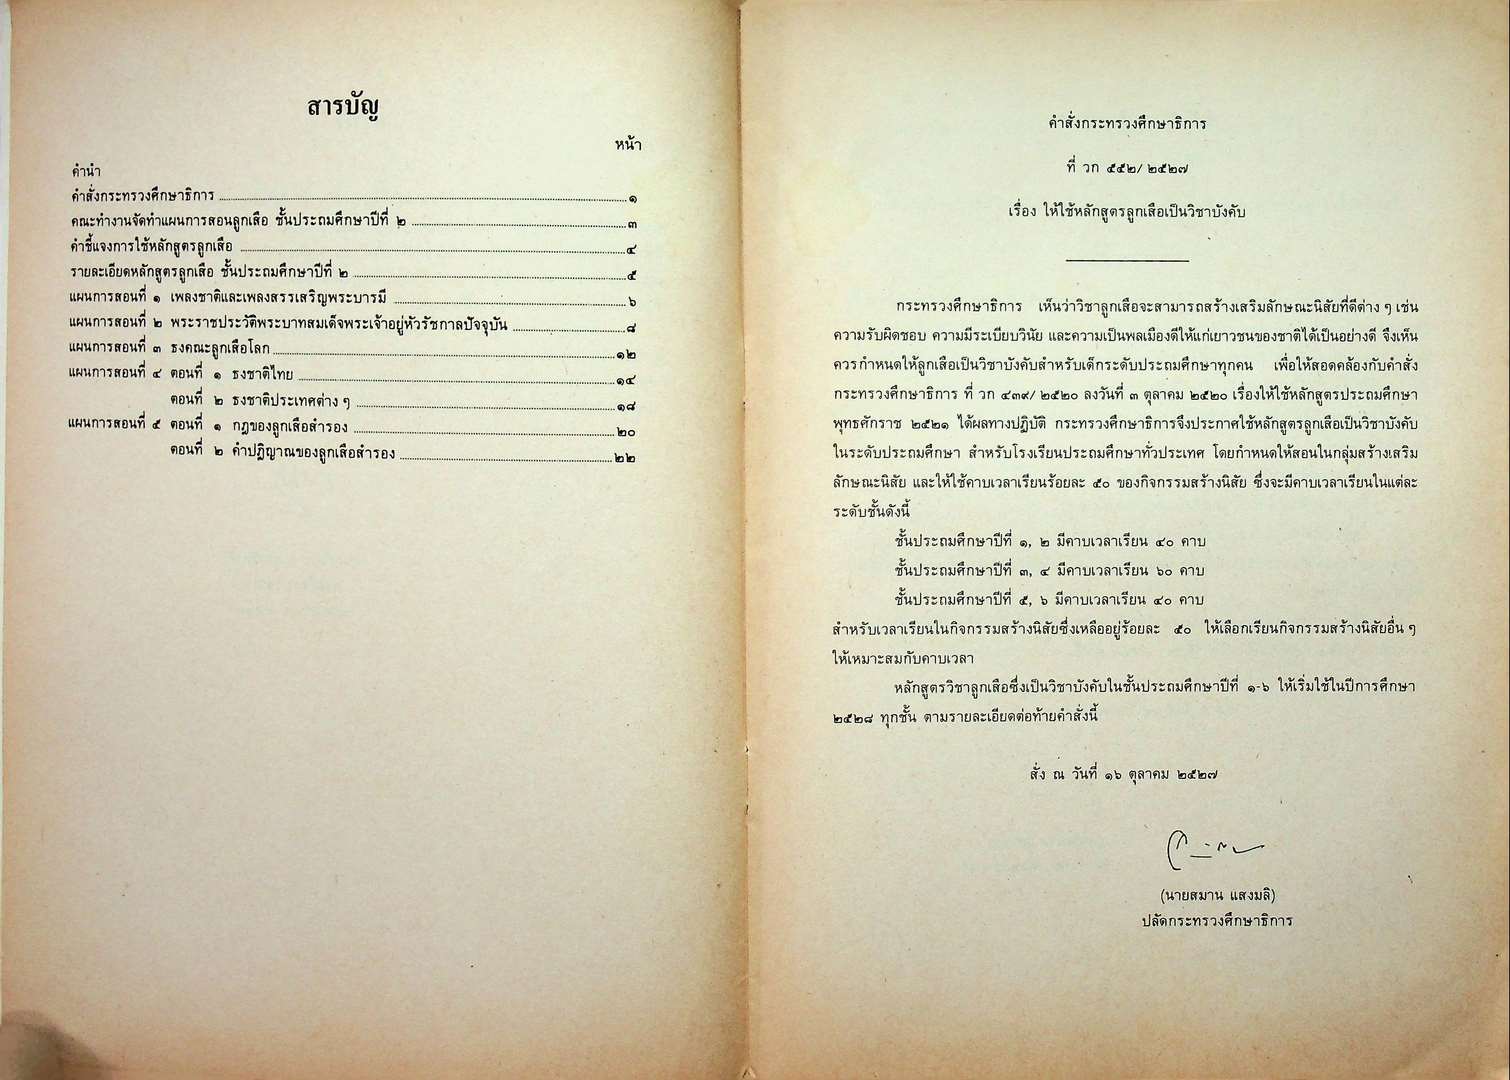 สารบัญ
หน้า
คำนำ
คำสั่งกระทรวงศึกษาธิการ ๑
คณะทำงานจัดทำแผนการสอนลูกเสือ ชั้นประถมศึกษาปีที่ ๒ ๓
คำชี้แจงการใช้หลักสูตรลูกเสือ ๔
รายละเอียดหลักสูตรลูกเสือ ชั้นประถมศึกษาปีที่ ๒ ๕
แผนการสอนที่ ๑ เพลงชาติและเพลงสรรเสริญพระบารมี ๖
แผนการสอนที่ ๒ พระราชประวัติพระบาทสมเด็จพระเจ้าอยู่หัวรัชกาลปัจจุบัน ๘
แผนการสอนที่ ๓ ธงคณะลูกเสือโลก ๑๒
แผนการสอนที่ ๔ ตอนที่ ๑ ธงชาติไทย ๑๔
ตอนที่ ๒ ธงชาติประเทศต่าง ๆ ๑๘
แผนการสอนที่ ๕ ตอนที่ ๑ กฎของลูกเสือสำรอง ๒๐
ตอนที่ ๒ คำปฏิญาณของลูกเสือสำรอง ๒๒
คำสั่งกระทรวงศึกษาธิการ
ที่ วก ๕๕๒/ ๒๕๒๗
เรื่อง ให้ใช้หลักสูตรลูกเสือเป็นวิชาบังคับ
กระทรวงศึกษาธิการ เห็นว่าวิชาลูกเสือจะสามารถสร้างเสริมลักษณะนิสัยที่ดีต่าง ๆ เช่น
ความรับผิดชอบ ความมีระเบียบวินัย และความเป็นพลเมืองดีให้แก่เยาวชนของชาติได้เป็นอย่างดี จึงเห็น
ควรกำหนดให้ลูกเสือเป็นวิชาบังคับสำหรับเด็กระดับประถมศึกษาทุกคน เพื่อให้สอดคล้องกับคำสั่ง
กระทรวงศึกษาธิการ ที่ วก ๔๓๙/ ๒๕๒๐ ลงวันที่ ๓ ตุลาคม ๒๕๒๐ เรื่องให้ใช้หลักสูตรประถมศึกษา
พุทธศักราช ๒๕๒๑ ได้ผลทางปฏิบัติ กระทรวงศึกษาธิการจึงประกาศใช้หลักสูตรลูกเสือเป็นวิชาบังคับ
ในระดับประถมศึกษา สำหรับโรงเรียนประถมศึกษาทั่วประเทศ โดยกำหนดให้สอนในกลุ่มสร้างเสริม
ลักษณะนิสัย และให้ใช้คาบเวลาเรียนร้อยละ ๕๐ ของกิจกรรมสร้างนิสัย ซึ่งจะมีคาบเวลาเรียนในแต่ละ
ระดับชั้นดังนี้
ชั้นประถมศึกษาปีที่ ๑, ๒ มีคาบเวลาเรียน ๔๐ คาบ
ชั้นประถมศึกษาปีที่ ๓, ๔ มีคาบเวลาเรียน ๖๐ คาบ
ชั้นประถมศึกษาปีที่ ๕, ๖ มีคาบเวลาเรียน ๔๐ คาบ
สำหรับเวลาเรียนในกิจกรรมสร้างนิสัยซึ่งเหลืออยู่ร้อยละ ๕๐ ให้เลือกเรียนกิจกรรมสร้างนิสัยอื่น ๆ
ให้เหมาะสมกับคาบเวลา
หลักสูตรวิชาลูกเสือซึ่งเป็นวิชาบังคับในชั้นประถมศึกษาปีที่ ๑-๖ ให้เริ่มใช้ในปีการศึกษา
๒๕๒๘ ทุกชั้น ตามรายละเอียดต่อท้ายคำสั่งนี้
สั่ง ณ วันที่ ๑๖ ตุลาคม ๒๕๒๗
(นายสมาน แสงมลิ)
ปลัดกระทรวงศึกษาธิการ